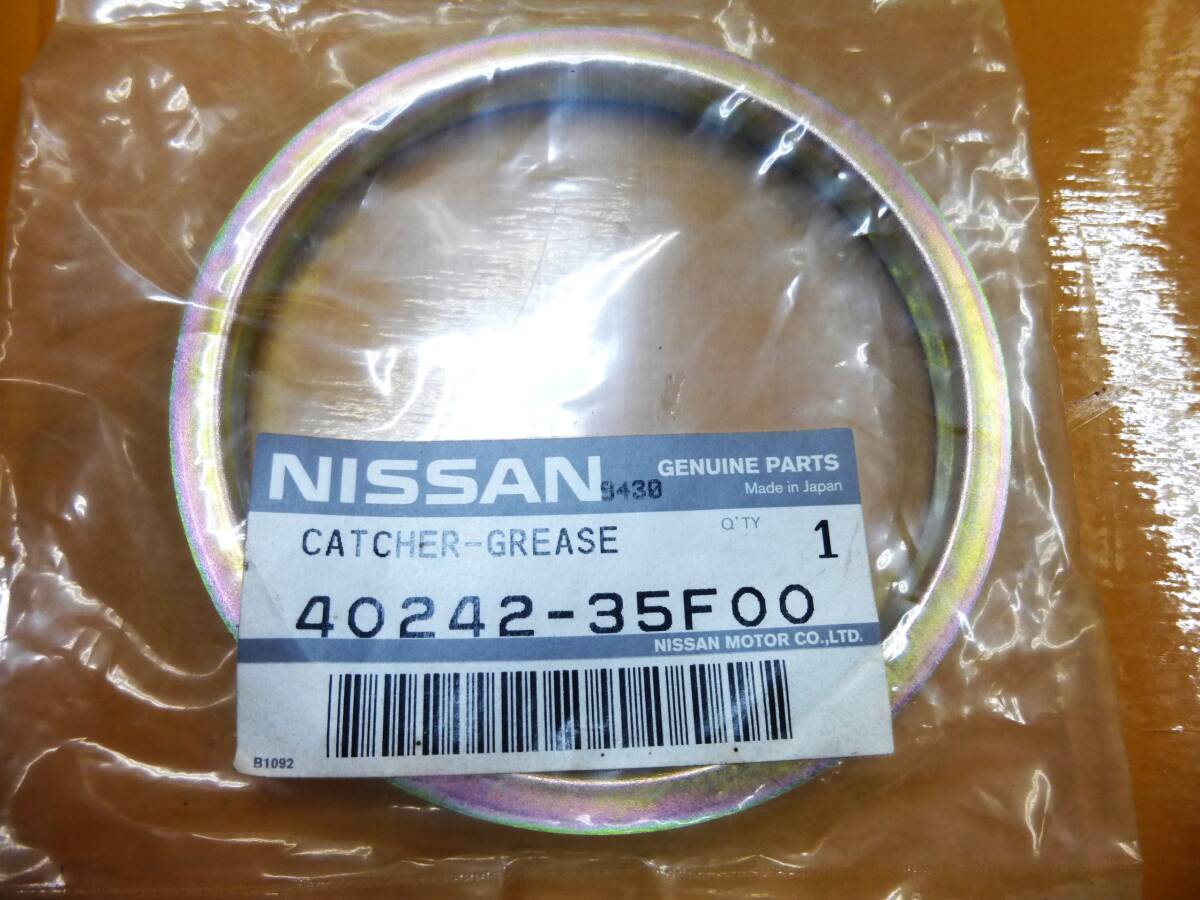 NISSAN 9430 GENUINE PARTS
Made in Japan
CATCHER-GREASE Q'TY 1
40242-35F00
NISSAN MOTOR CO.,LTD.
B1092